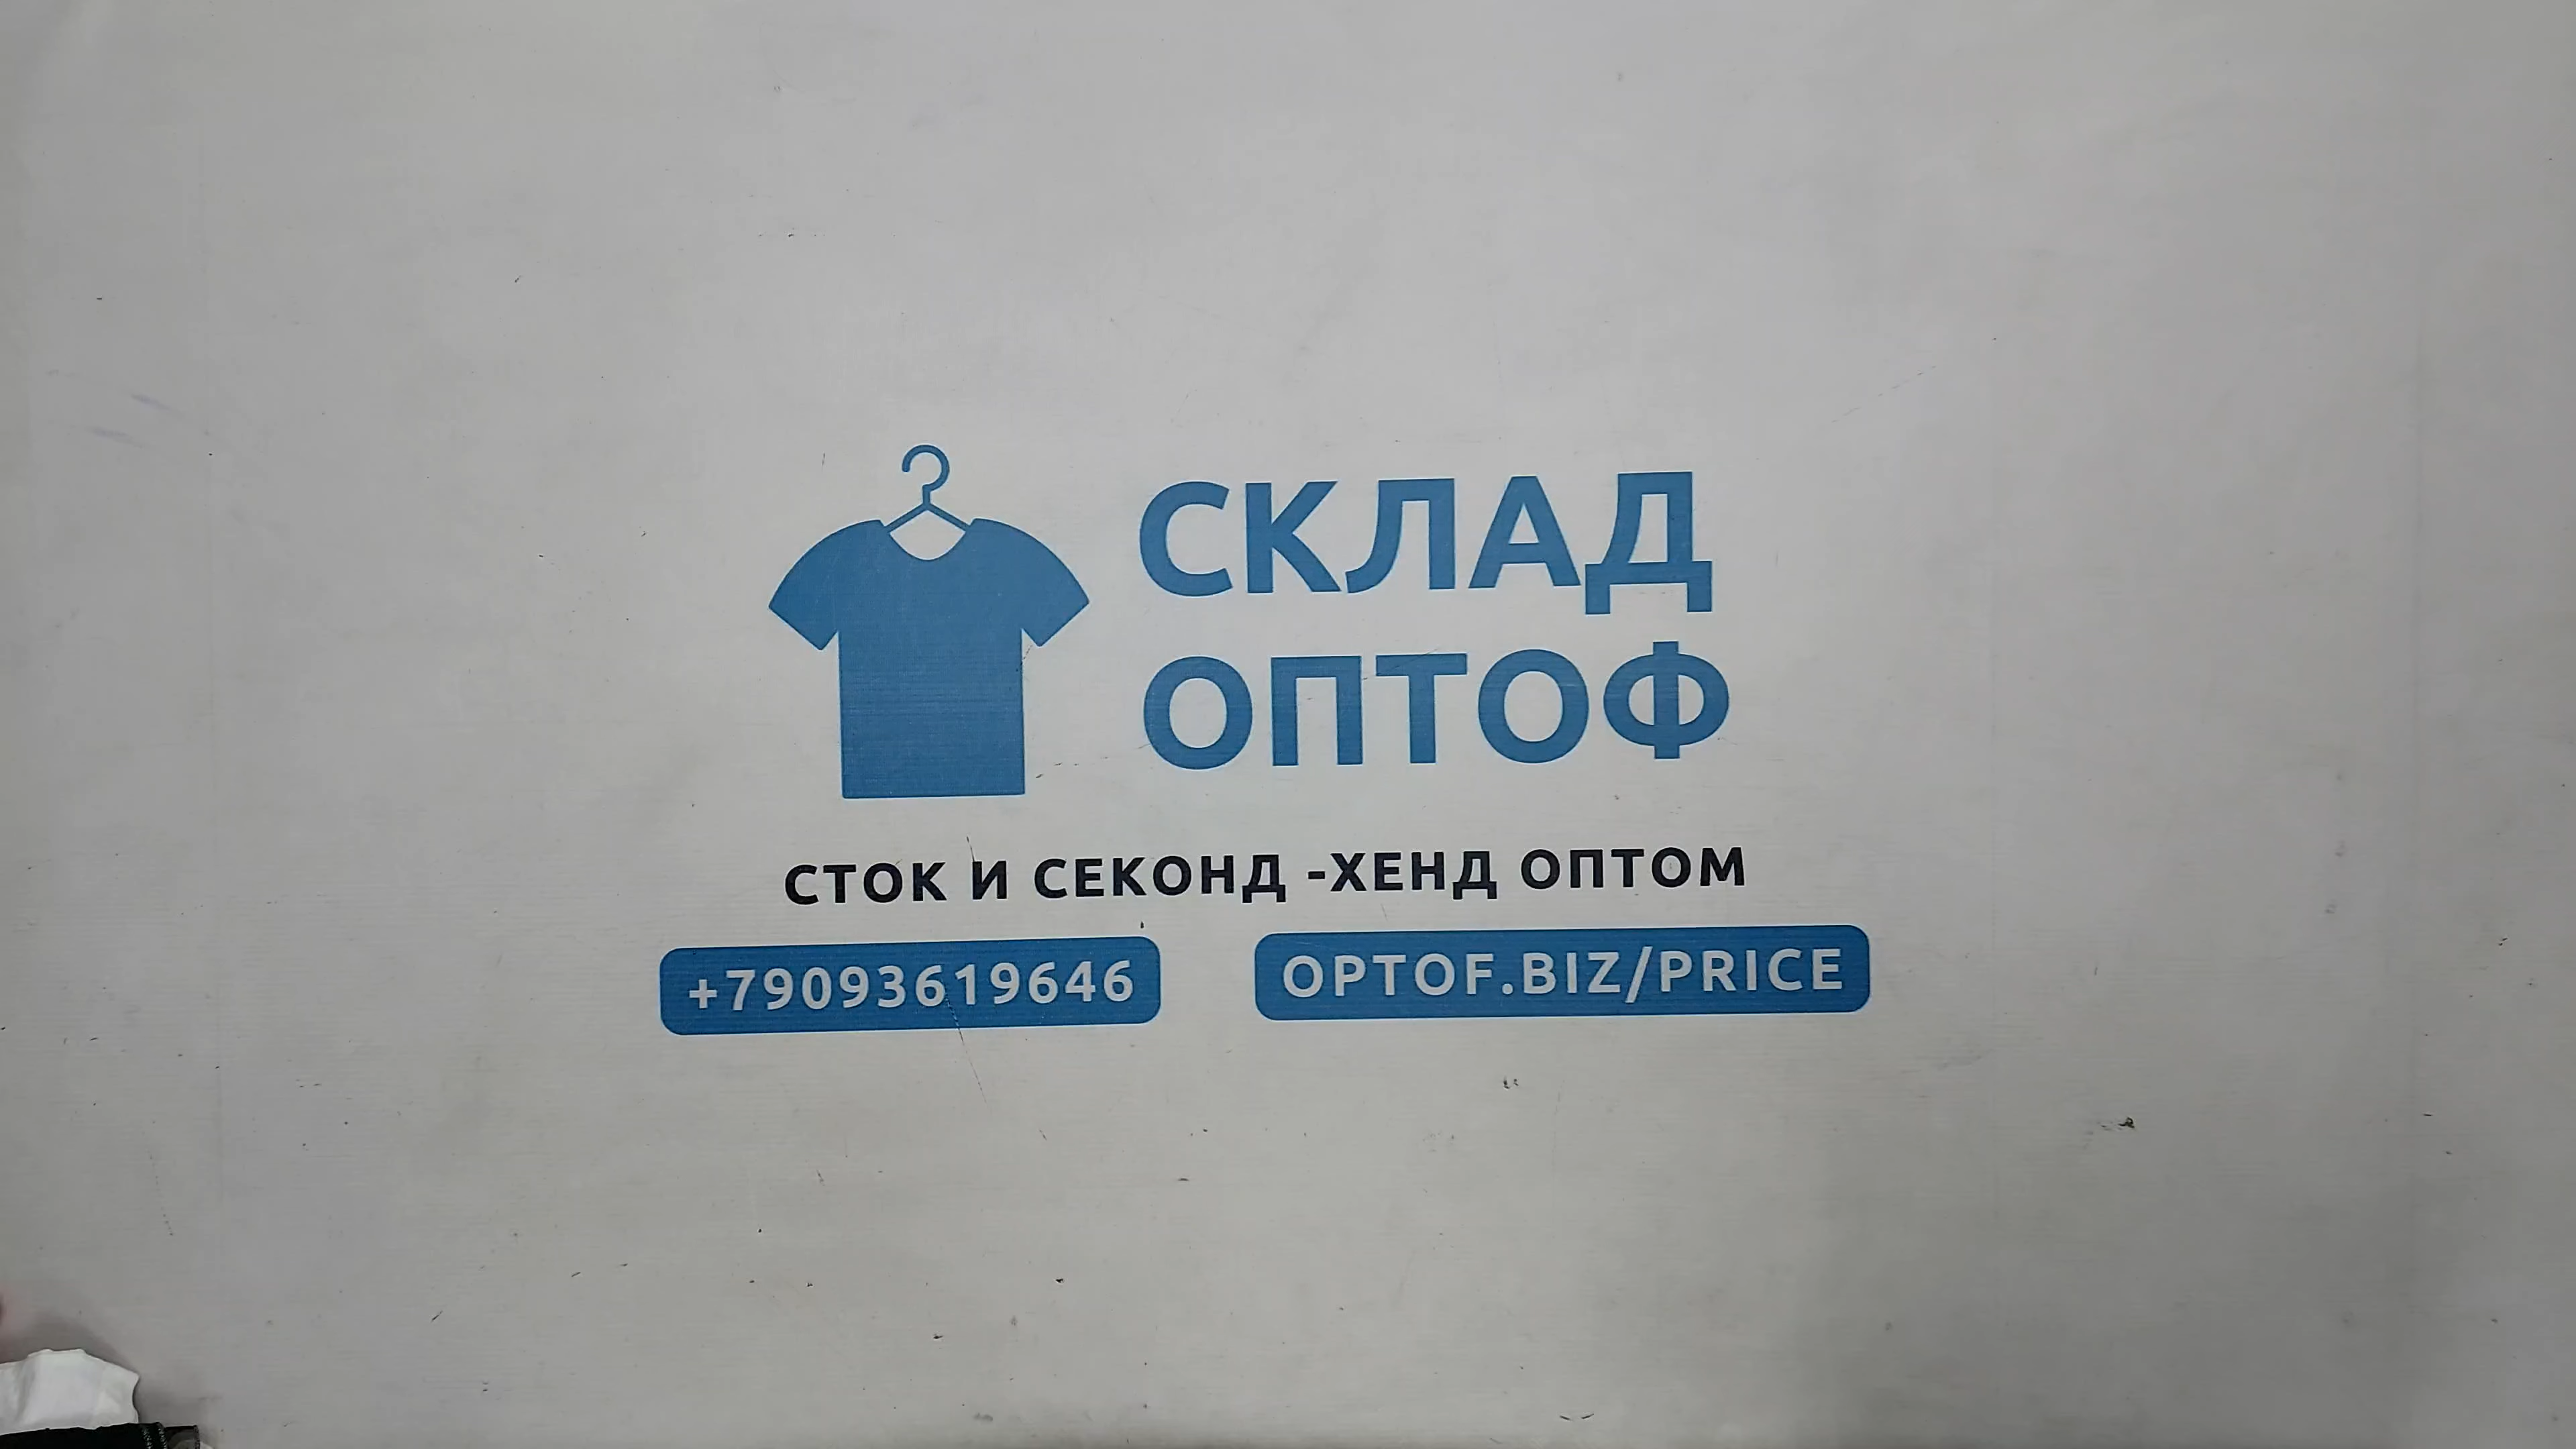 СКЛАД
ОПТОФ
СТОК И СЕКОНД -ХЕНД ОПТОМ
+79093619646
OPTOF.BIZ/PRICE